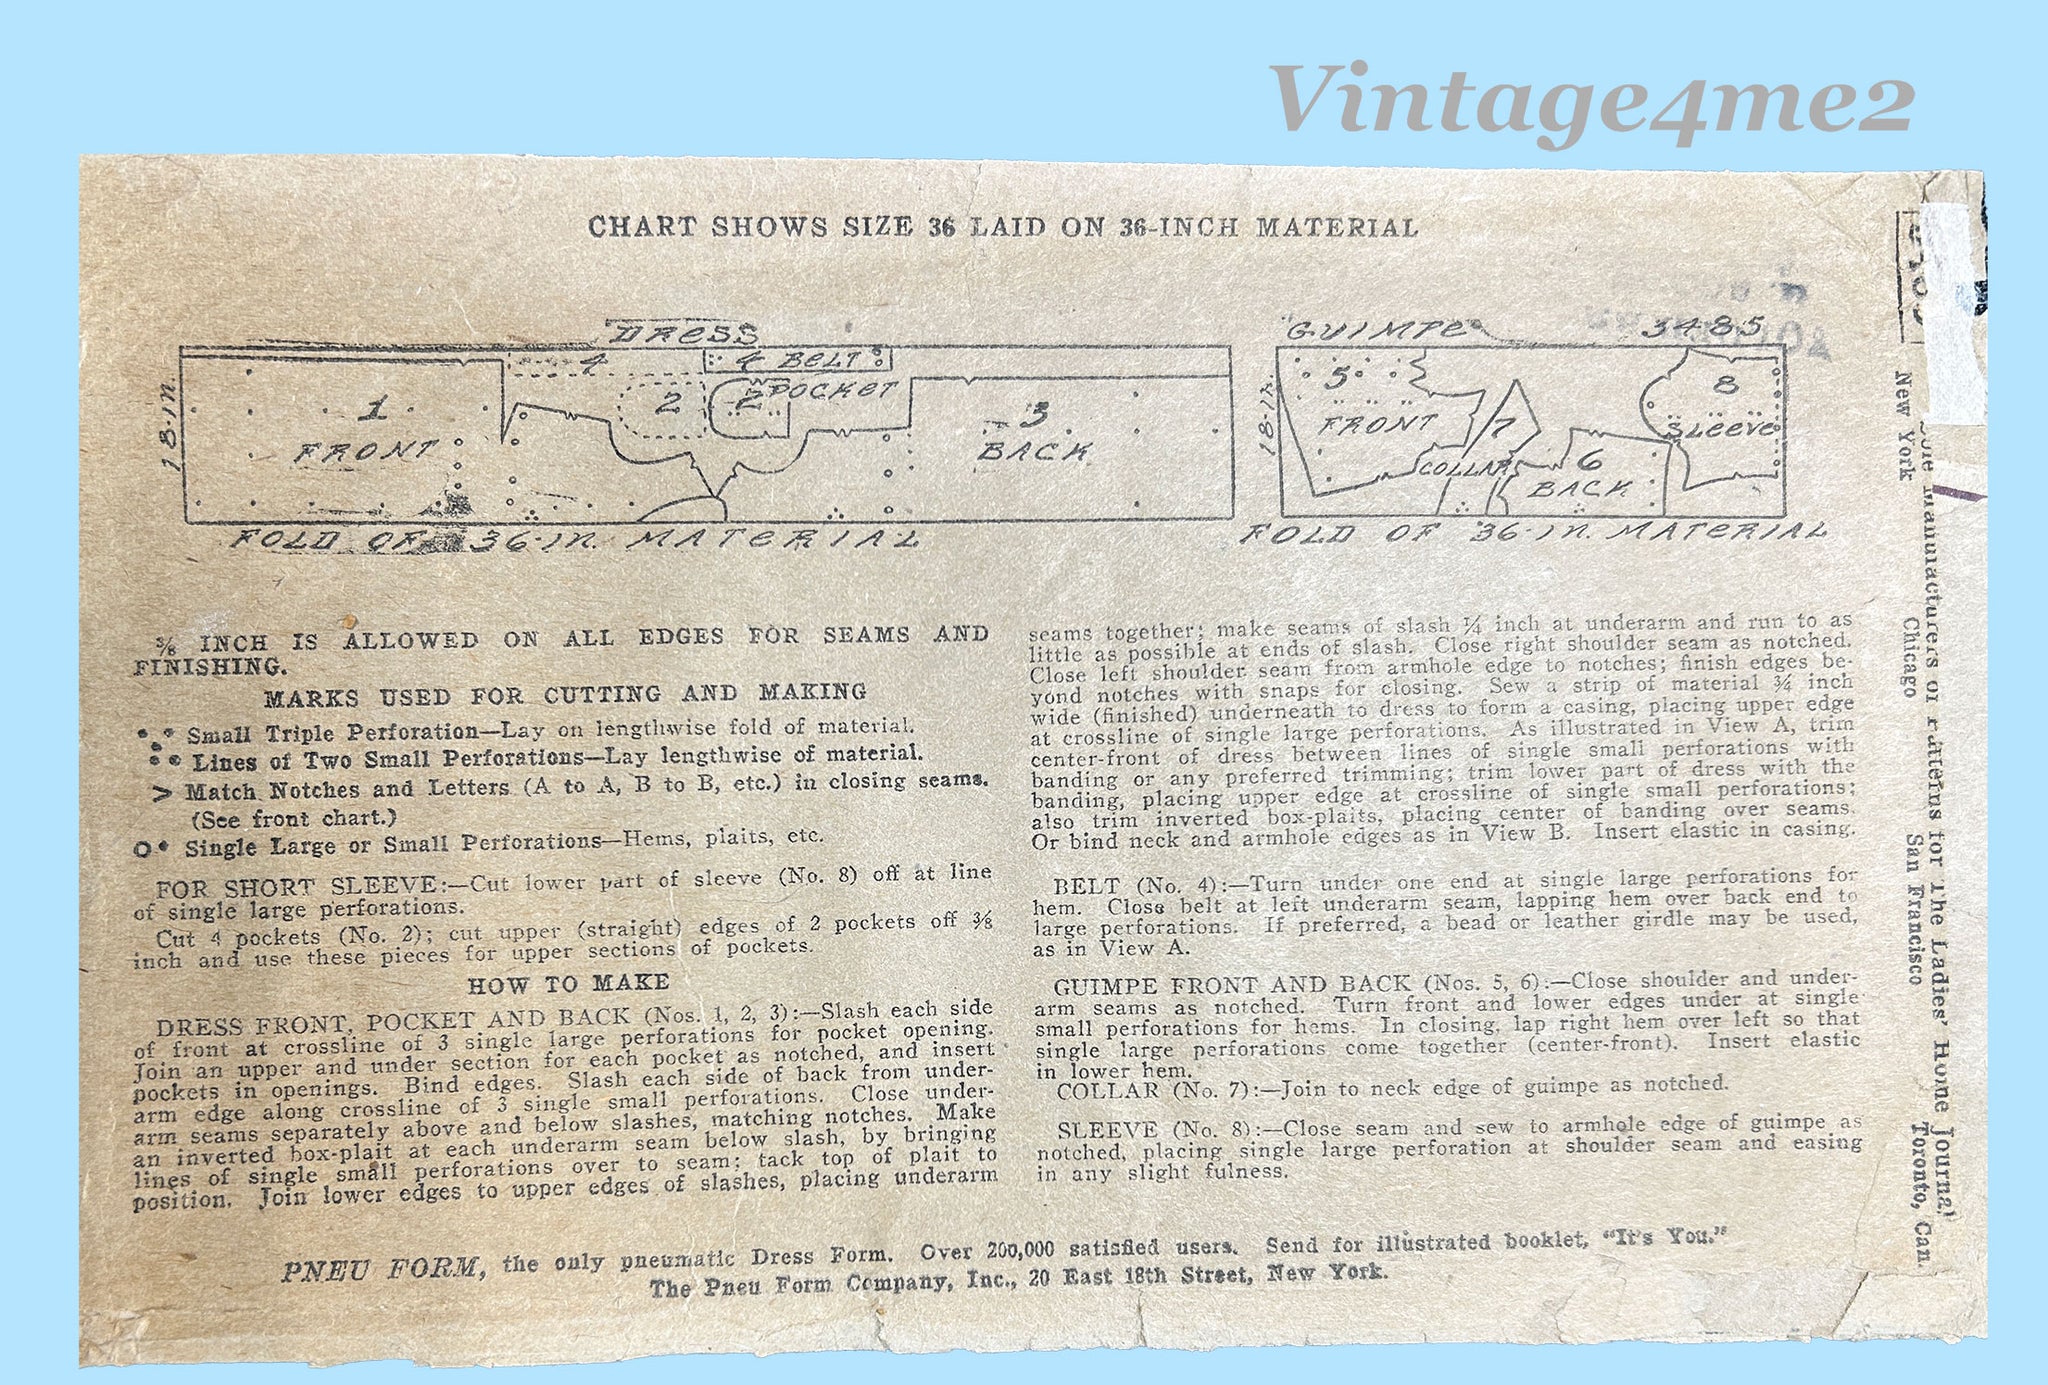 Vintage4me2
CHART SHOWS SIZE 36 LAID ON 36-INCH MATERIAL
DRESS
18-IN.
1
FRONT
4
4 BELT
2
2 POCKET
3
BACK
FOLD OF 36-IN. MATERIAL
GUIMPE
3485
18-IN.
5
FRONT
7
COLLAR
6
BACK
8
SLEEVE
FOLD OF 36-IN. MATERIAL
⅜ INCH IS ALLOWED ON ALL EDGES FOR SEAMS AND
FINISHING.
MARKS USED FOR CUTTING AND MAKING
Small Triple Perforation—Lay on lengthwise fold of material.
Lines of Two Small Perforations—Lay lengthwise of material.
> Match Notches and Letters (A to A, B to B, etc.) in closing seams.
(See front chart.)
Single Large or Small Perforations—Hems, plaits, etc.
FOR SHORT SLEEVE:—Cut lower part of sleeve (No. 8) off at line
of single large perforations.
Cut 4 pockets (No. 2); cut upper (straight) edges of 2 pockets off ⅜
inch and use these pieces for upper sections of pockets.
HOW TO MAKE
DRESS FRONT, POCKET AND BACK (Nos. 1, 2, 3):—Slash each side
of front at crossline of 3 single large perforations for pocket opening.
Join an upper and under section for each pocket as notched, and insert
pockets in openings. Bind edges. Slash each side of back from under-
arm edge along crossline of 3 single small perforations. Close under-
arm seams separately above and below slashes, matching notches. Make
an inverted box-plait at each underarm seam below slash, by bringing
lines of single small perforations over to seam; tack top of plait to
position. Join lower edges to upper edges of slashes, placing underarm
seams together; make seams of slash ¼ inch at underarm and run to as
little as possible at ends of slash. Close right shoulder seam as notched.
Close left shoulder seam from armhole edge to notches; finish edges be-
yond notches with snaps for closing. Sew a strip of material ¾ inch
wide (finished) underneath to dress to form a casing, placing upper edge
at crossline of single large perforations. As illustrated in View A, trim
center-front of dress between lines of single small perforations with
banding or any preferred trimming; trim lower part of dress with the
banding, placing upper edge at crossline of single small perforations;
also trim inverted box-plaits, placing center of banding over seams.
Or bind neck and armhole edges as in View B. Insert elastic in casing.
BELT (No. 4):—Turn under one end at single large perforations for
hem. Close belt at left underarm seam, lapping hem over back end to
large perforations. If preferred, a bead or leather girdle may be used,
as in View A.
GUIMPE FRONT AND BACK (Nos. 5, 6):—Close shoulder and under-
arm seams as notched. Turn front and lower edges under at single
small perforations for hems. In closing, lap right hem over left so that
single large perforations come together (center-front). Insert elastic
in lower hem.
COLLAR (No. 7):—Join to neck edge of guimpe as notched.
SLEEVE (No. 8):—Close seam and sew to armhole edge of guimpe as
notched, placing single large perforation at shoulder seam and easing
in any slight fulness.
PNEU FORM, the only pneumatic Dress Form. Over 200,000 satisfied users. Send for illustrated booklet, "It's You."
The Pneu Form Company, Inc., 20 East 18th Street, New York.
Manufacturers of Patterns for The Ladies' Home Journal
New York Chicago San Francisco Toronto, Can.